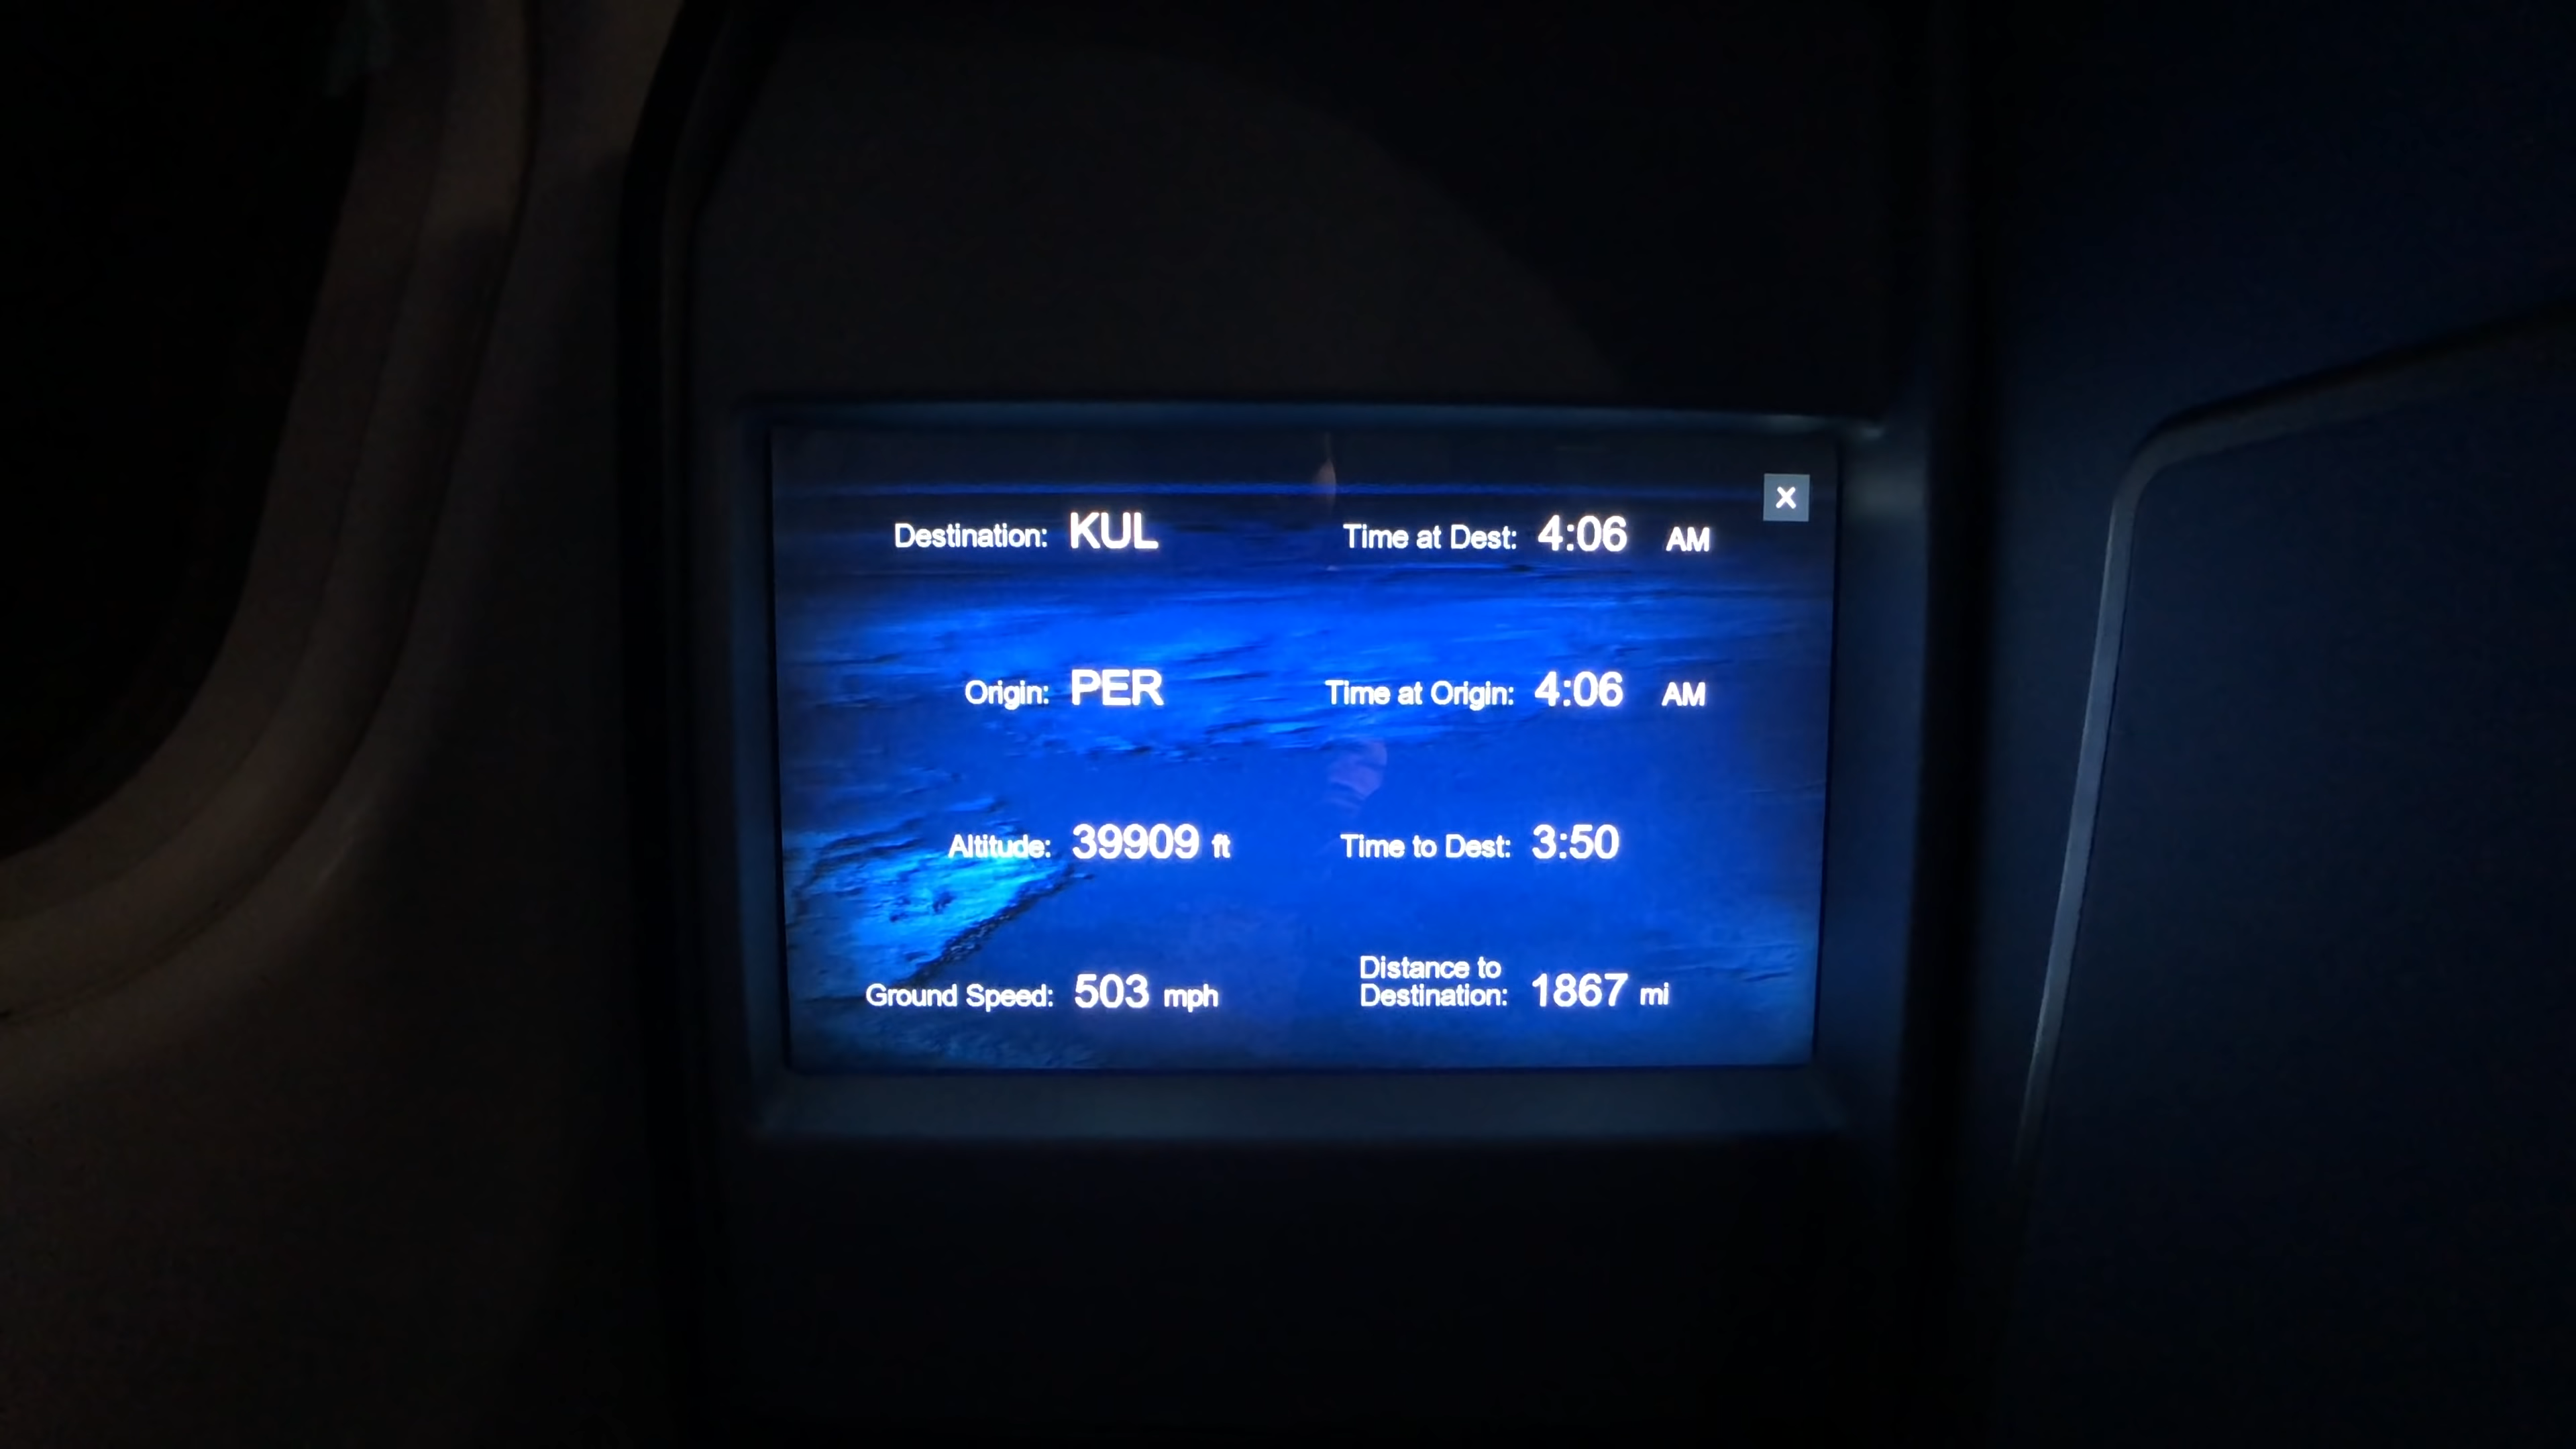 Destination: KUL Time at Dest: 4:06 AM
Origin: PER Time at Origin: 4:06 AM
Altitude: 39909 ft Time to Dest: 3:50
Ground Speed: 503 mph Distance to
Destination: 1867 mi